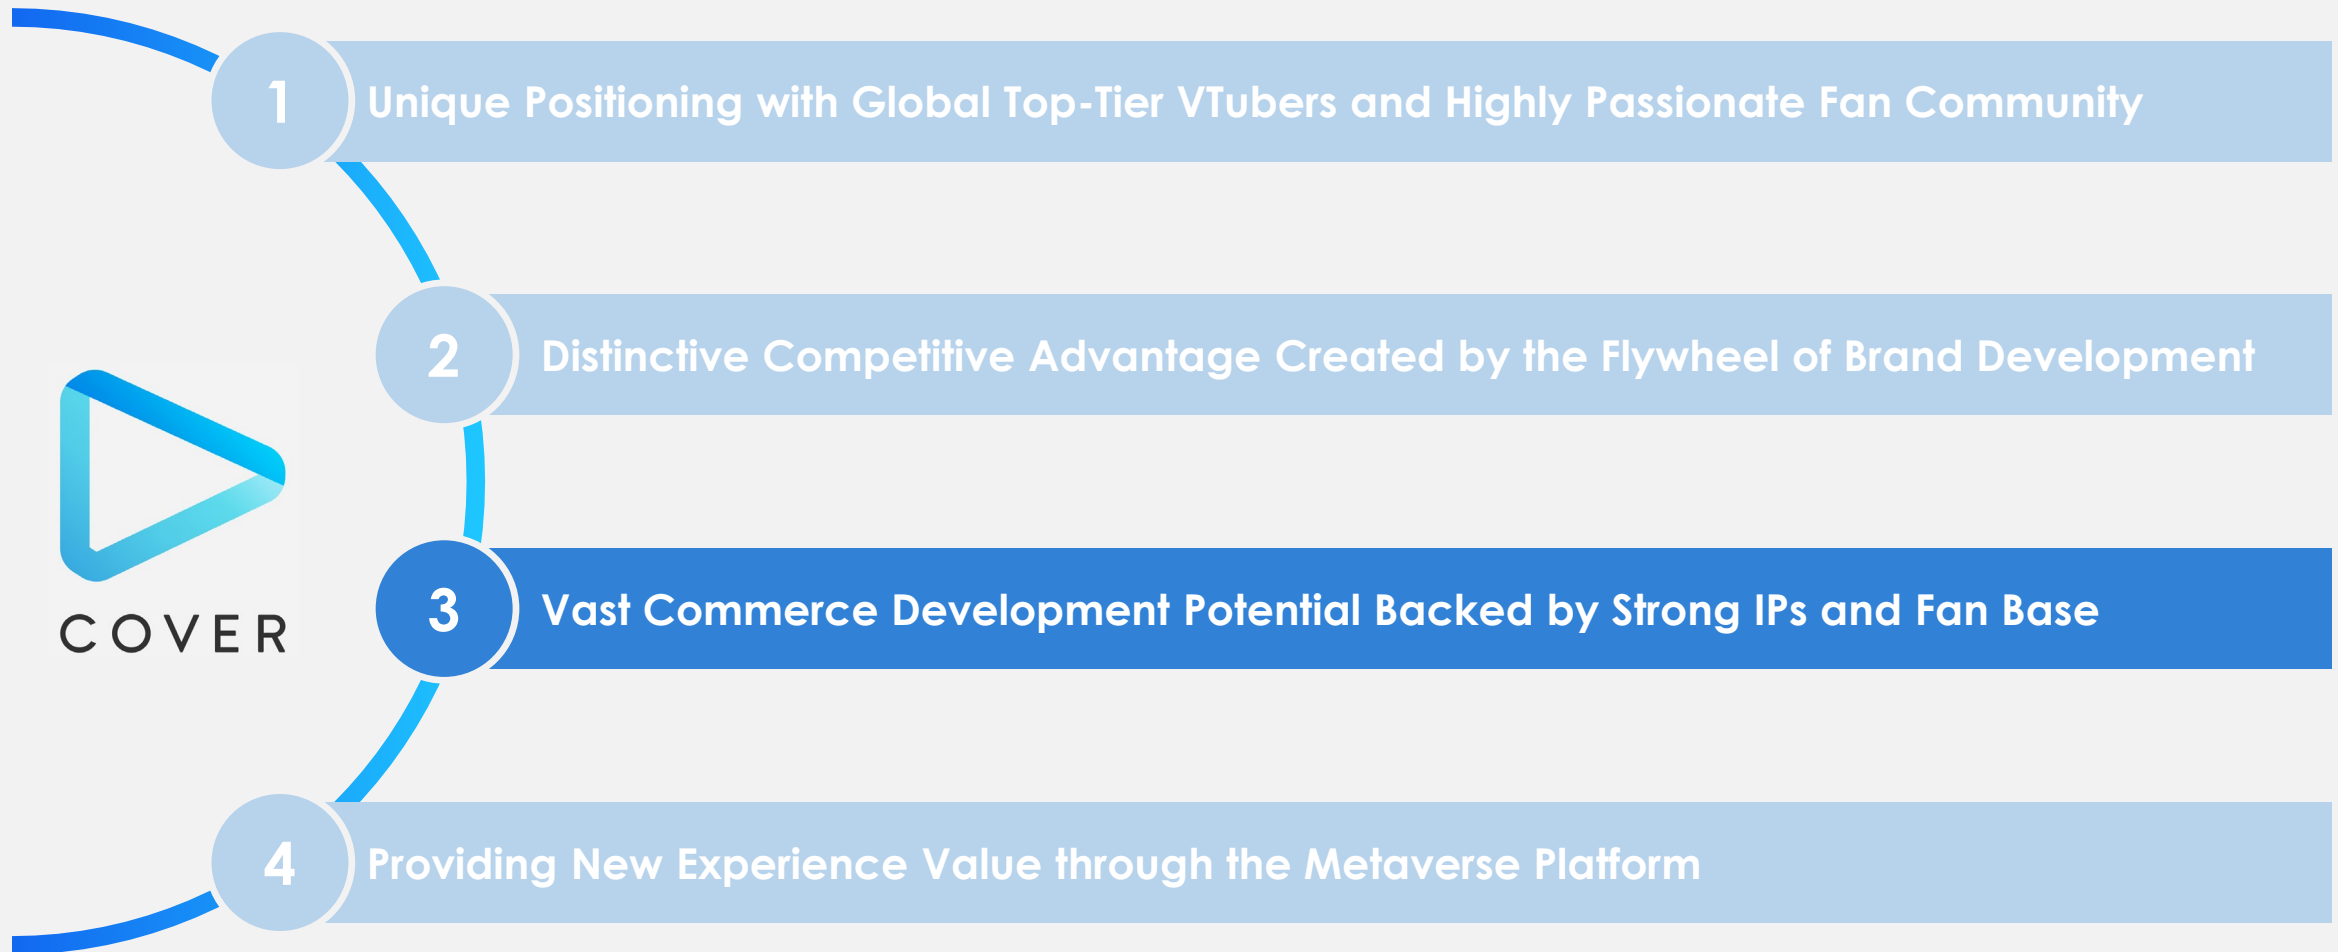 1
Unique Positioning with Global Top-Tier VTubers and Highly Passionate Fan Community
2
Distinctive Competitive Advantage Created by the Flywheel of Brand Development
COVER
3
Vast Commerce Development Potential Backed by Strong IPs and Fan Base
4
Providing New Experience Value through the Metaverse Platform